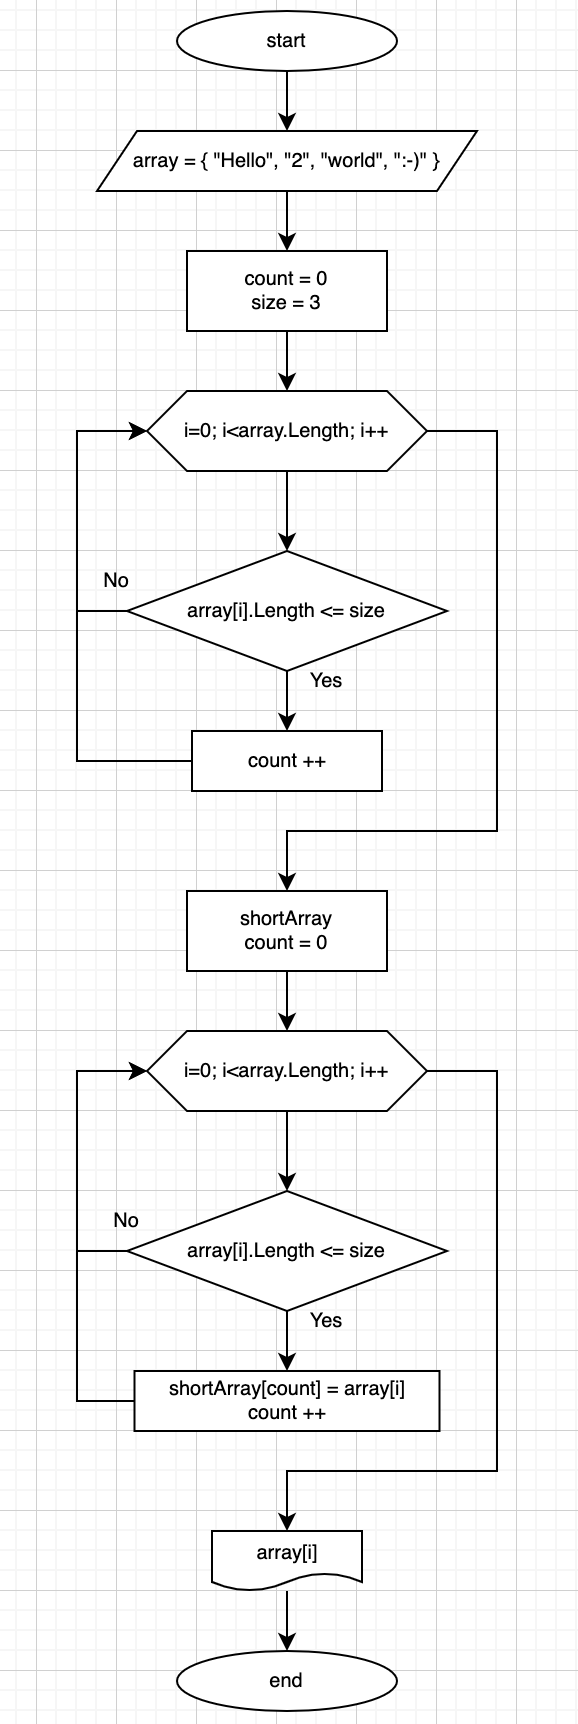 start
array = { "Hello", "2", "world", ":-)" }
count = 0
size = 3
i=0; i<array.Length; i++
No
array[i].Length <= size
Yes
count ++
shortArray
count = 0
i=0; i<array.Length; i++
No
array[i].Length <= size
Yes
shortArray[count] = array[i]
count ++
array[i]
end